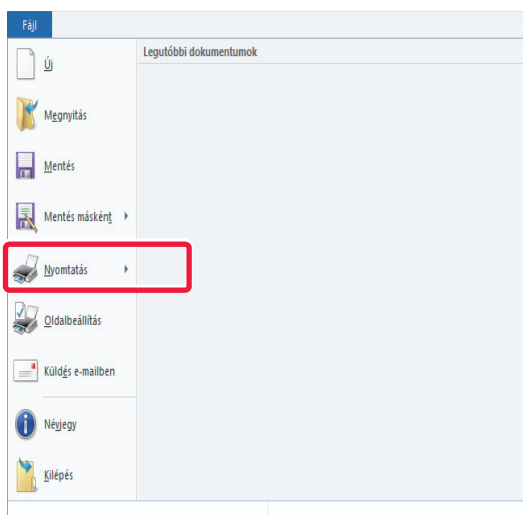 Fájl
Legutóbbi dokumentumok
Új
Megnyitás
Mentés
Mentés másként
Nyomtatás
Oldalbeállítás
Küldés e-mailben
Névjegy
Kilépés